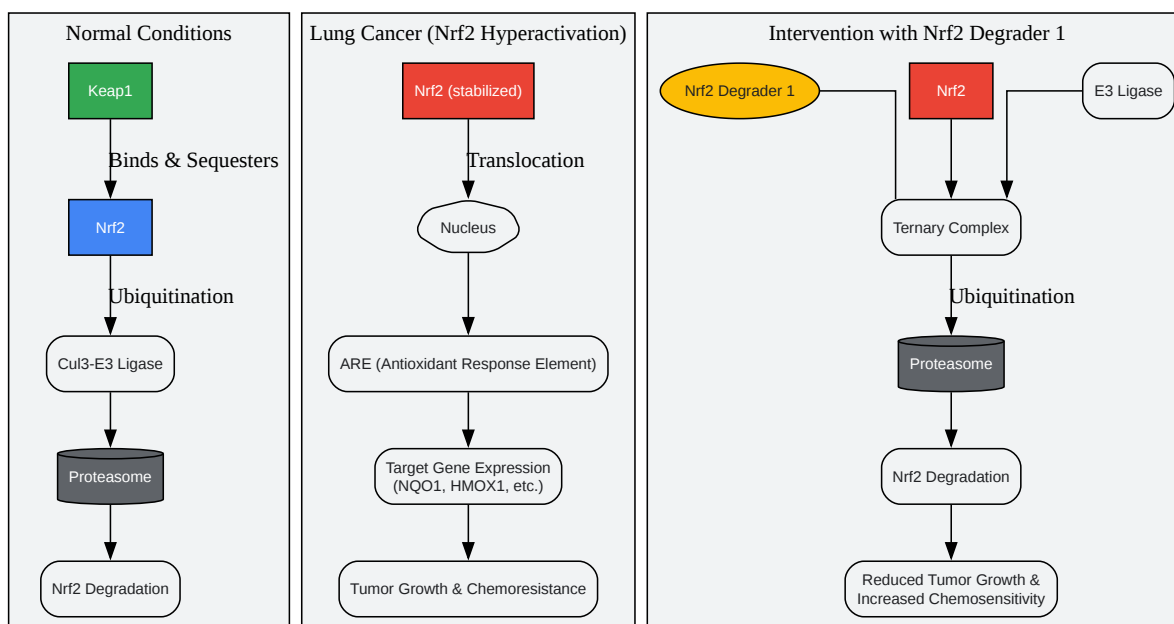 Normal Conditions
Keap1
Binds & Sequesters
Nrf2
Ubiquitination
Cul3-E3 Ligase
Proteasome
Nrf2 Degradation
Lung Cancer (Nrf2 Hyperactivation)
Nrf2 (stabilized)
Translocation
Nucleus
ARE (Antioxidant Response Element)
Target Gene Expression
(NQO1, HMOX1, etc.)
Tumor Growth & Chemoresistance
Intervention with Nrf2 Degrader 1
Nrf2 Degrader 1
Nrf2
E3 Ligase
Ternary Complex
Ubiquitination
Proteasome
Nrf2 Degradation
Reduced Tumor Growth &
Increased Chemosensitivity